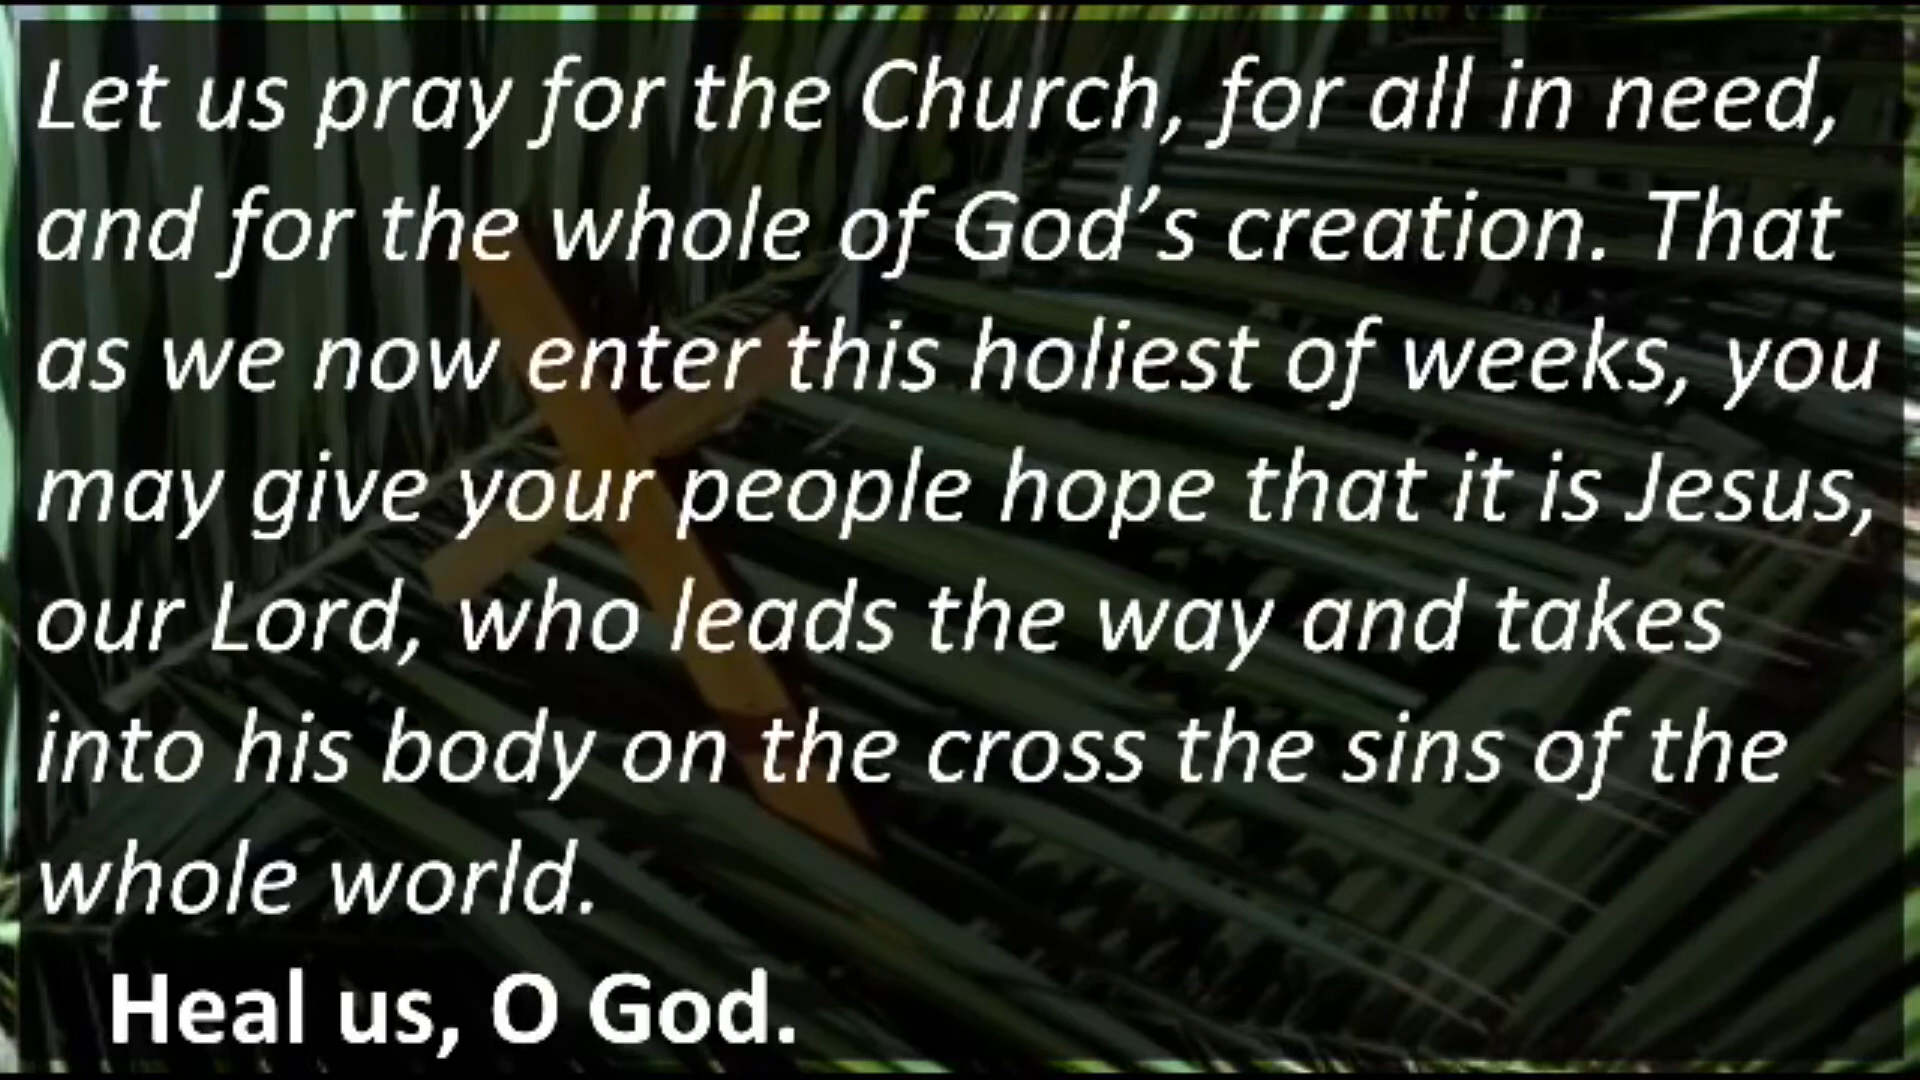 Let us pray for the Church, for all in need,
and for the whole of God’s creation. That
as we now enter this holiest of weeks, you
may give your people hope that it is Jesus,
our Lord, who leads the way and takes
into his body on the cross the sins of the
whole world.
Heal us, O God.